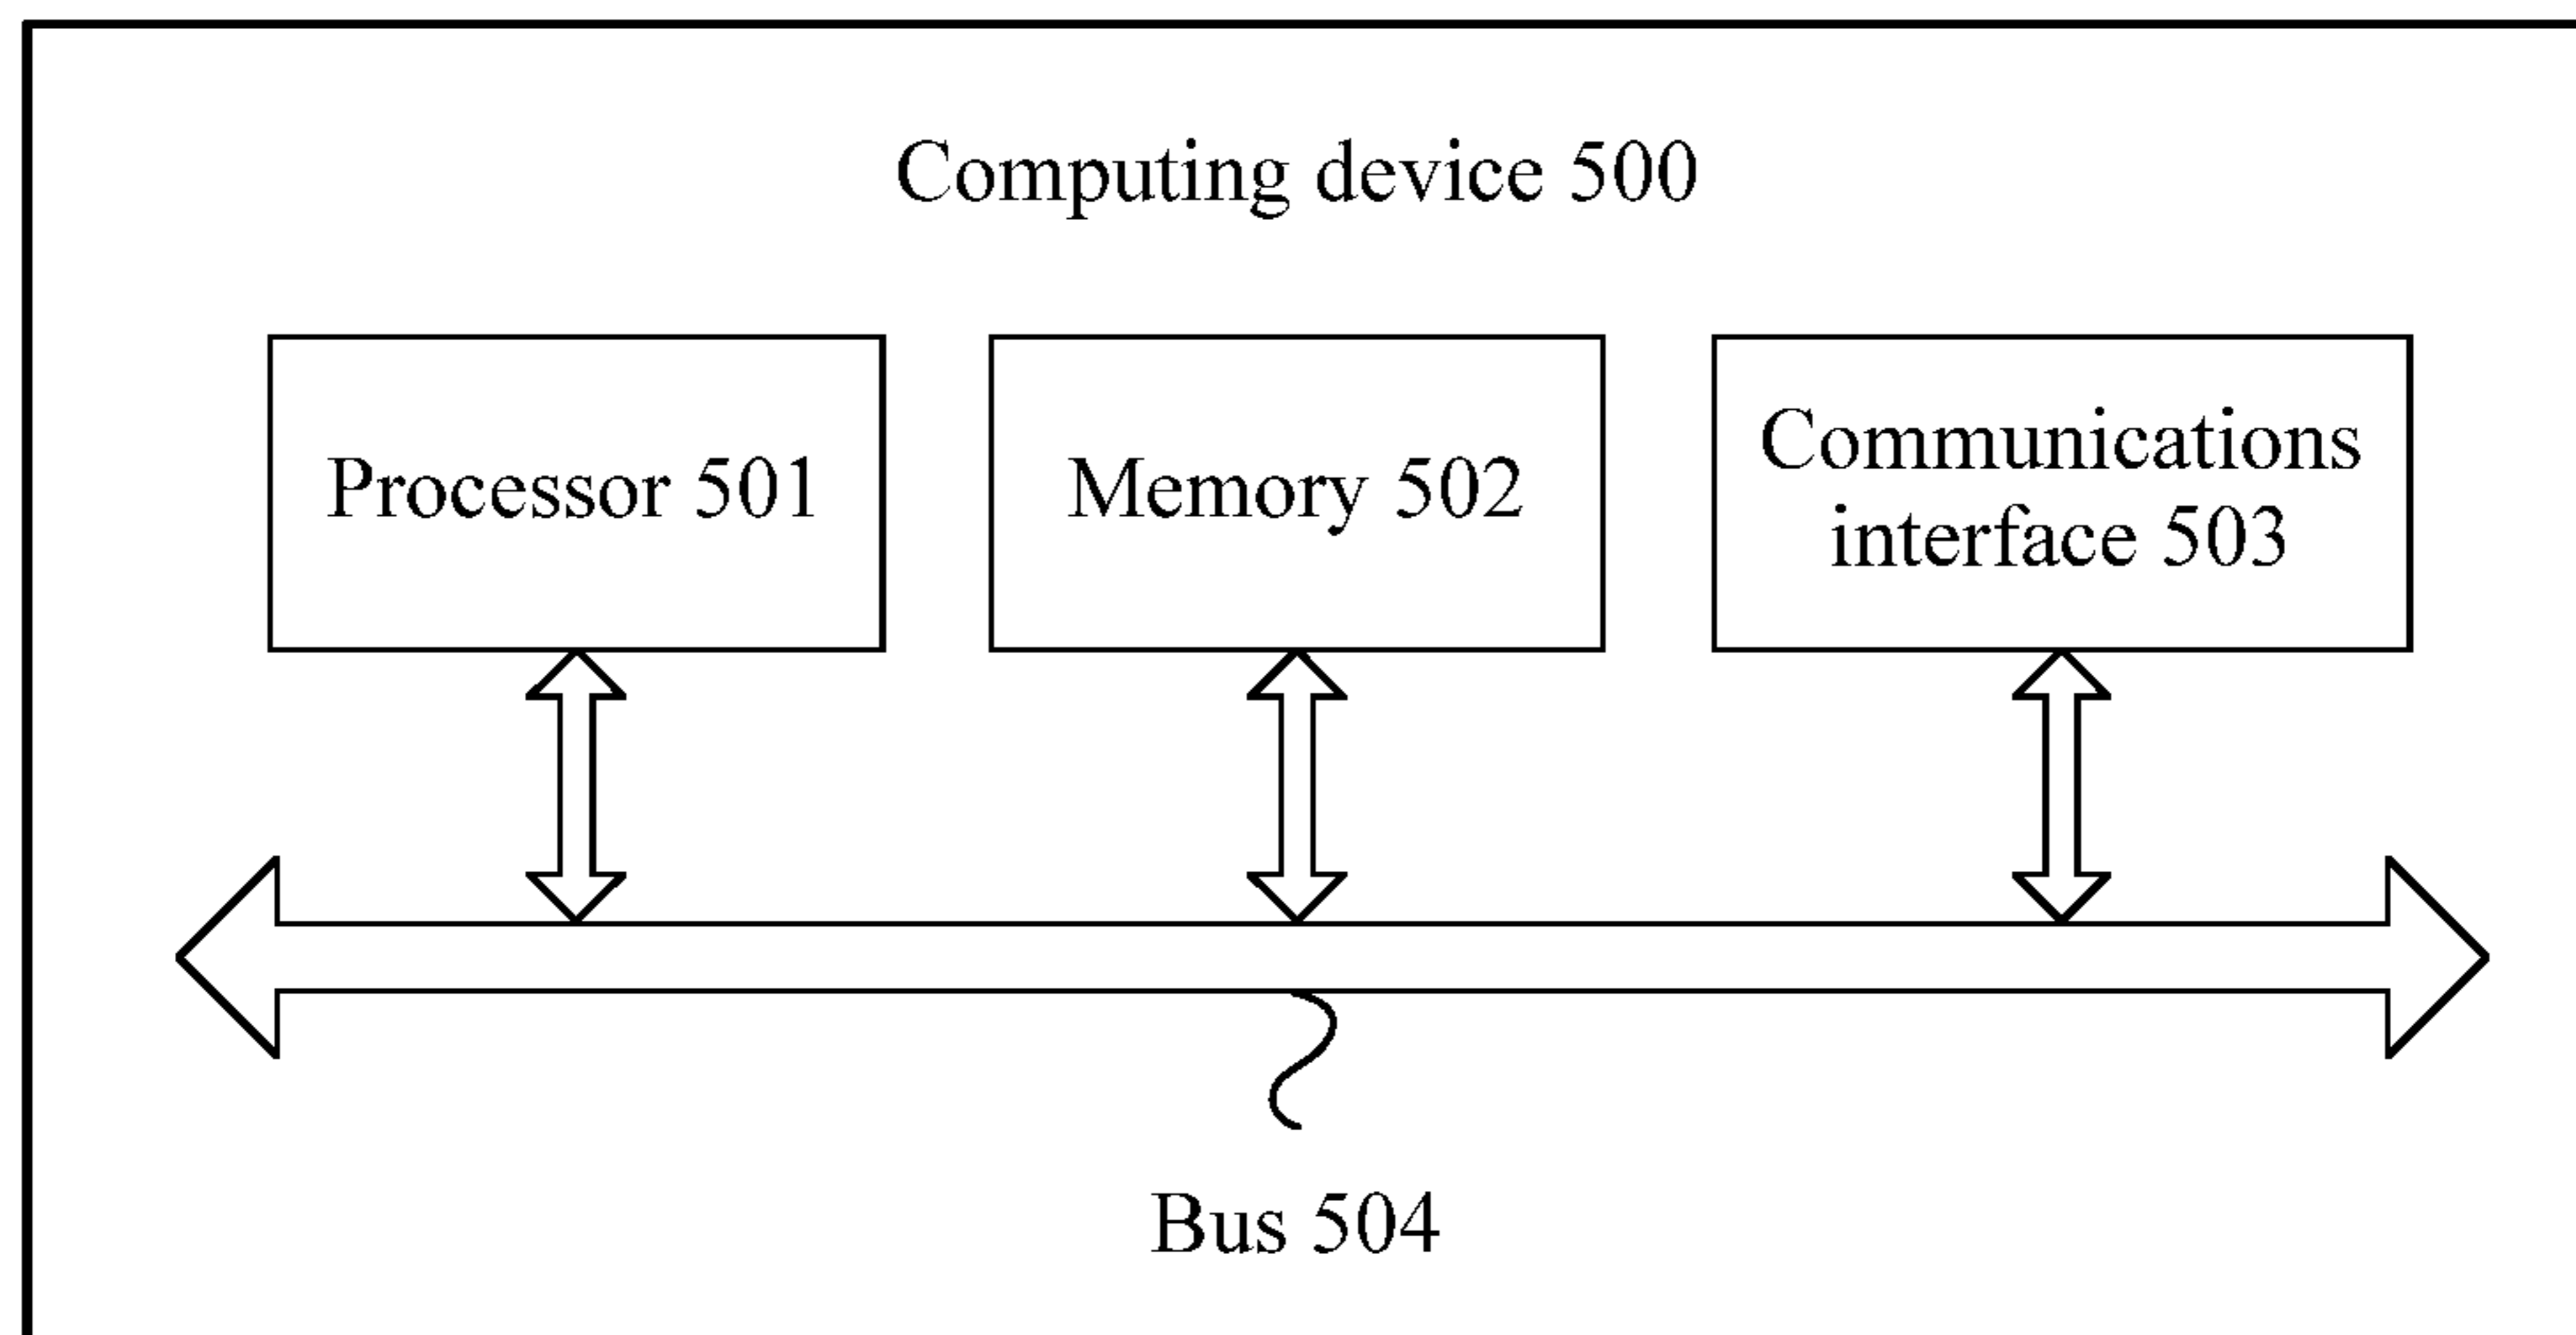 Computing device 500
Processor 501
Memory 502
Communications
interface 503
Bus 504